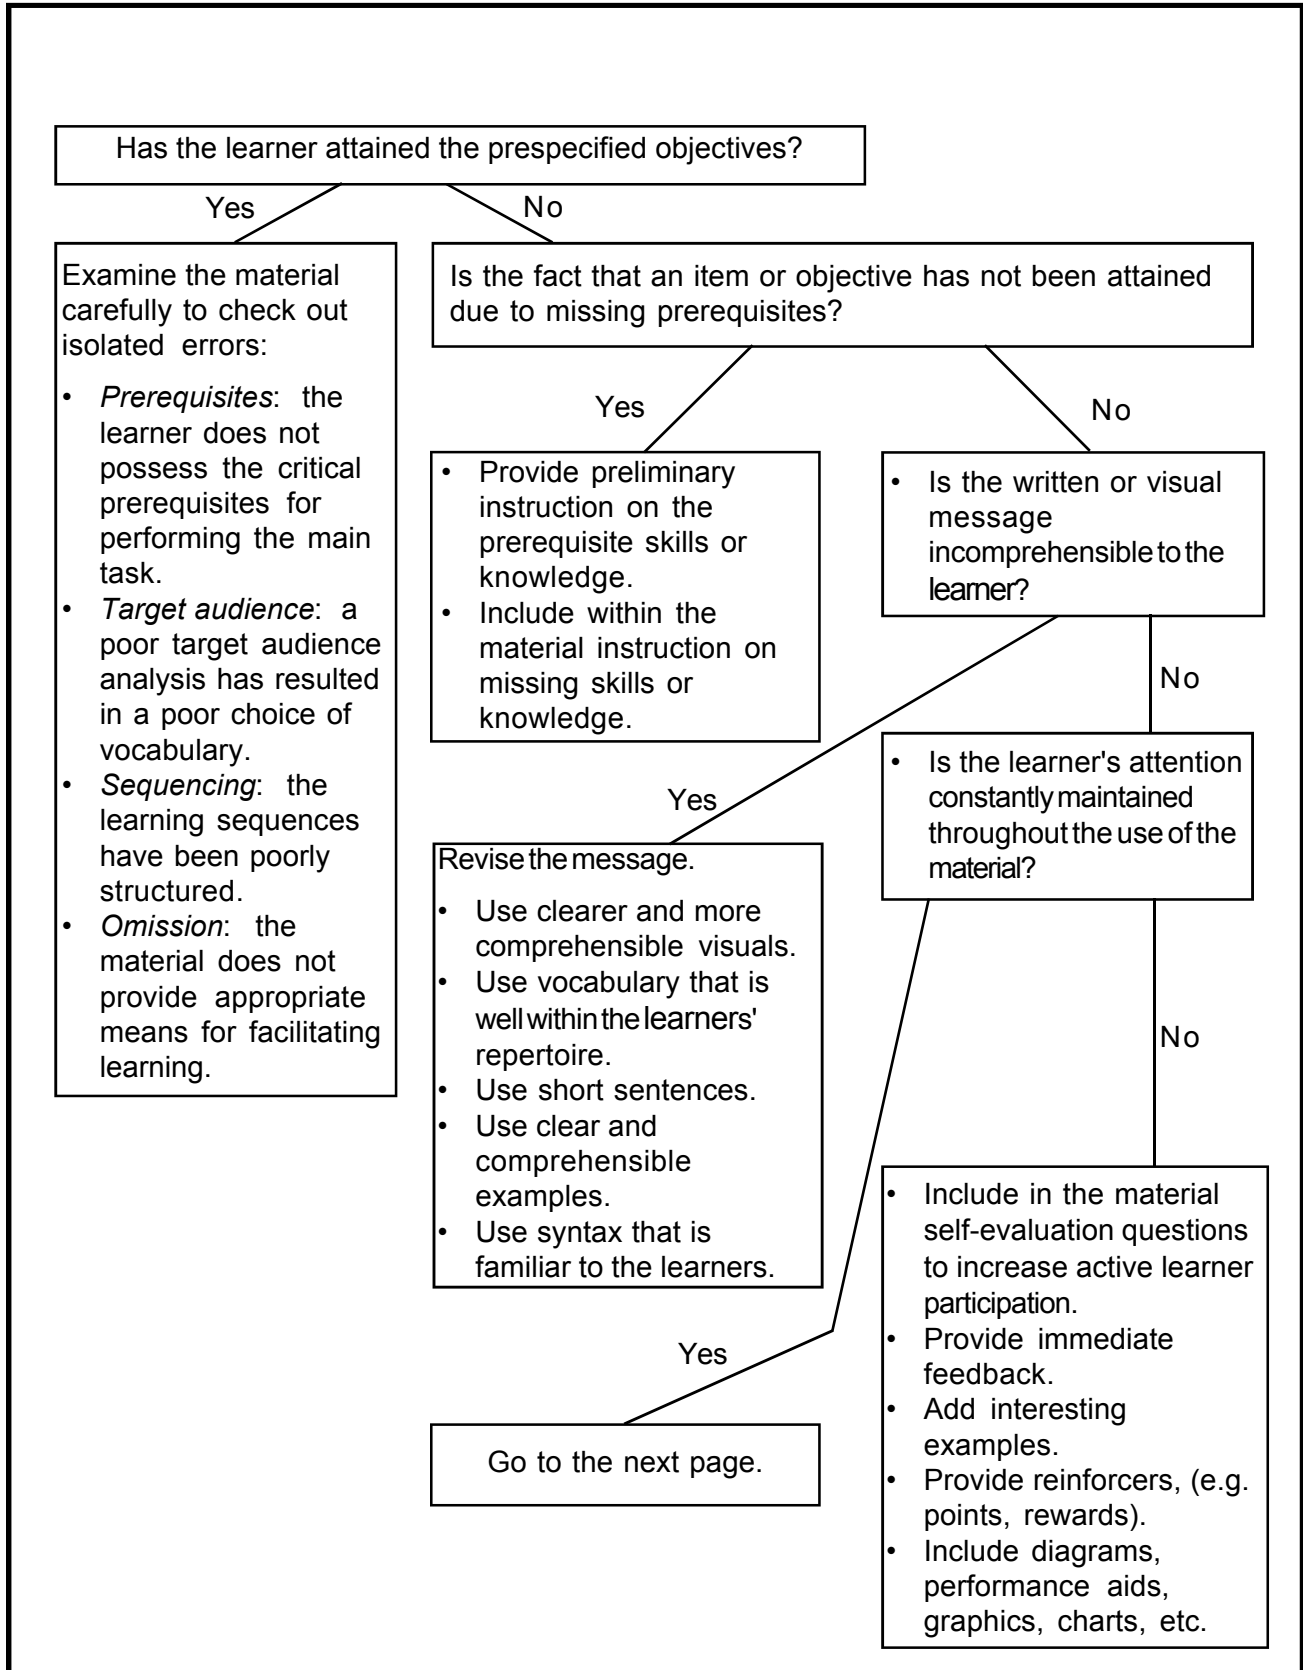 Has the learner attained the prespecified objectives?
Yes
No
Examine the material
carefully to check out
isolated errors:
• Prerequisites: the
learner does not
possess the critical
prerequisites for
performing the main
task.
• Target audience: a
poor target audience
analysis has resulted
in a poor choice of
vocabulary.
• Sequencing: the
learning sequences
have been poorly
structured.
• Omission: the
material does not
provide appropriate
means for facilitating
learning.
Is the fact that an item or objective has not been attained
due to missing prerequisites?
Yes
No
• Provide preliminary
instruction on the
prerequisite skills or
knowledge.
• Include within the
material instruction on
missing skills or
knowledge.
• Is the written or visual
message
incomprehensible to the
learner?
Yes
No
Revise the message.
• Use clearer and more
comprehensible visuals.
• Use vocabulary that is
well within the learners'
repertoire.
• Use short sentences.
• Use clear and
comprehensible
examples.
• Use syntax that is
familiar to the learners.
• Is the learner's attention
constantly maintained
throughout the use of the
material?
Yes
No
Go to the next page.
• Include in the material
self-evaluation questions
to increase active learner
participation.
• Provide immediate
feedback.
• Add interesting
examples.
• Provide reinforcers, (e.g.
points, rewards).
• Include diagrams,
performance aids,
graphics, charts, etc.